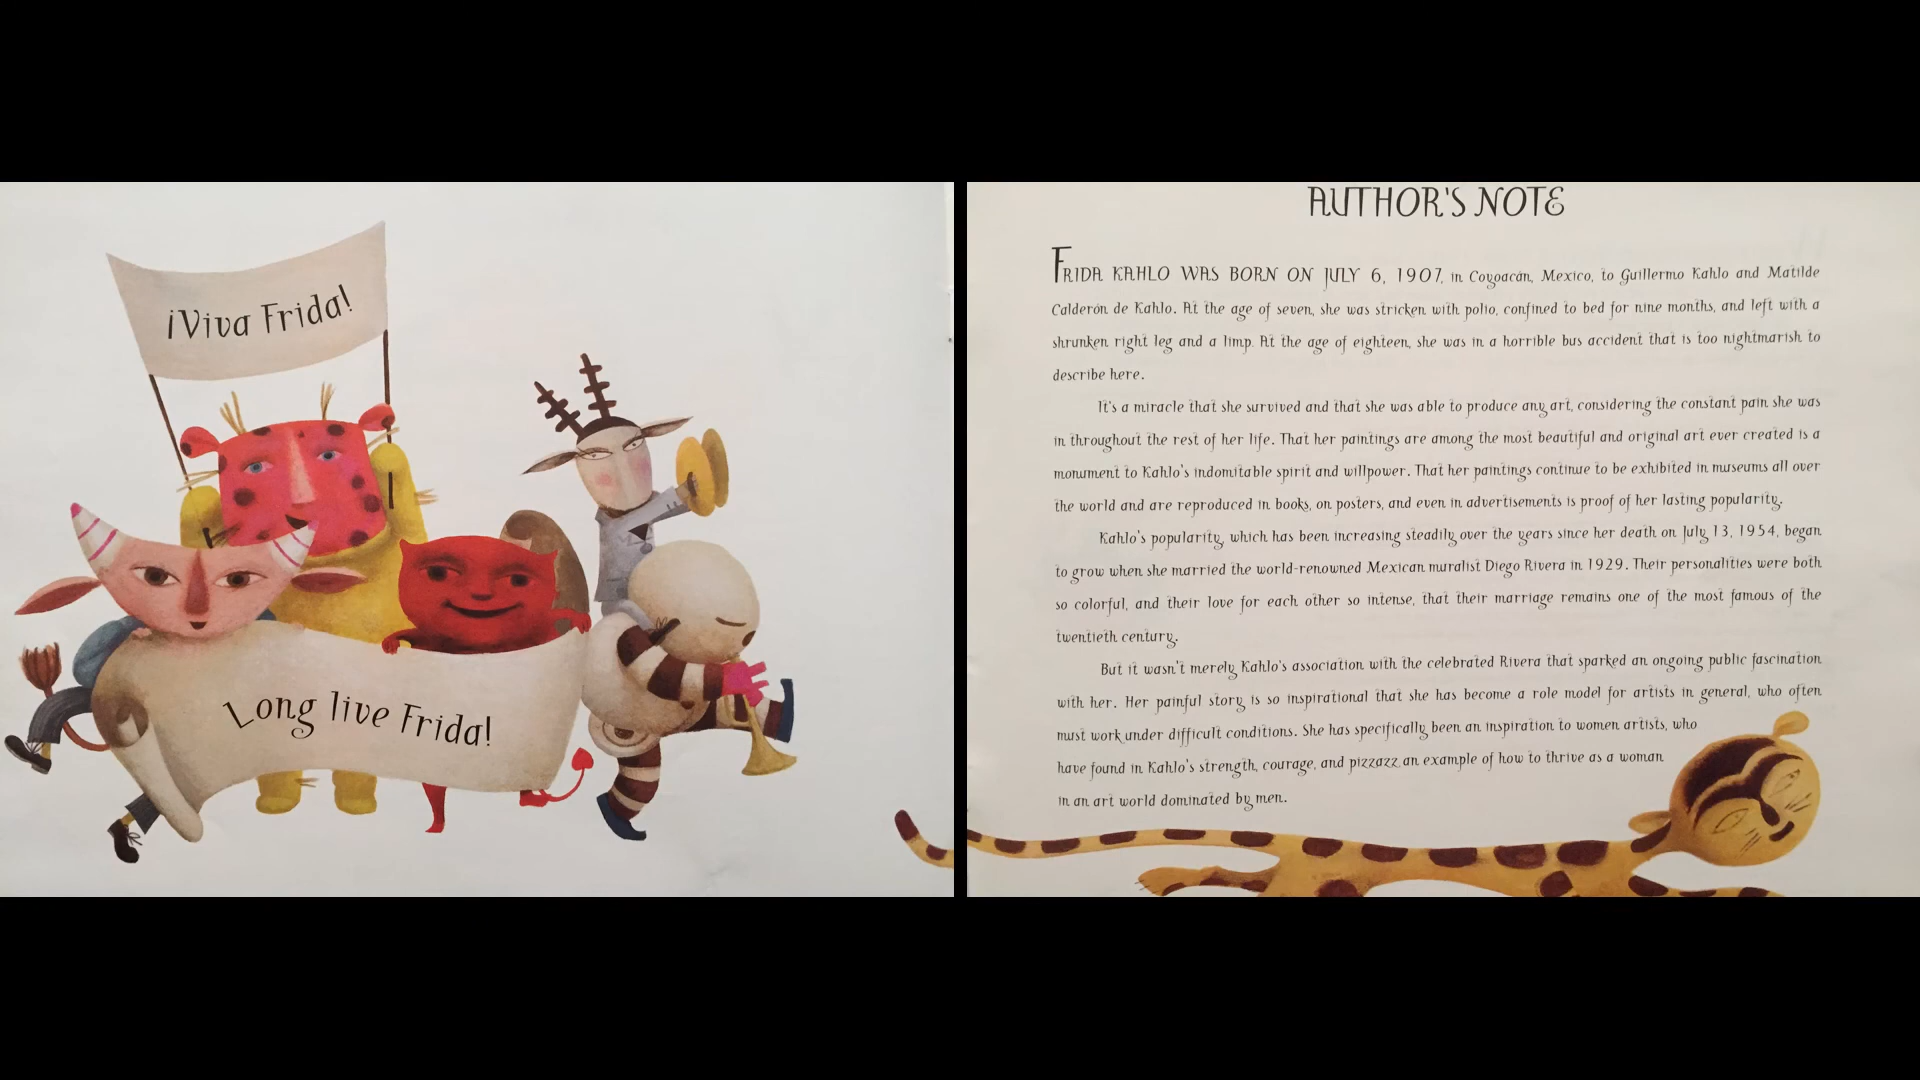 ¡Viva Frida!
Long live Frida!
AUTHOR'S NOTE
FRIDA KAHLO WAS BORN ON JULY 6, 1907, in Coyoacán, Mexico, to Guillermo Kahlo and Matilde
Calderón de Kahlo. At the age of seven, she was stricken with polio, confined to bed for nine months, and left with a
shrunken right leg and a limp. At the age of eighteen, she was in a horrible bus accident that is too nightmarish to
describe here.
It's a miracle that she survived and that she was able to produce any art, considering the constant pain she was
in throughout the rest of her life. That her paintings are among the most beautiful and original art ever created is a
monument to Kahlo's indomitable spirit and willpower. That her paintings continue to be exhibited in museums all over
the world and are reproduced in books, on posters, and even in advertisements is proof of her lasting popularity.
Kahlo's popularity, which has been increasing steadily over the years since her death on July 13, 1954, began
to grow when she married the world-renowned Mexican muralist Diego Rivera in 1929. Their personalities were both
so colorful, and their love for each other so intense, that their marriage remains one of the most famous of the
twentieth century.
But it wasn't merely Kahlo's association with the celebrated Rivera that sparked an ongoing public fascination
with her. Her painful story is so inspirational that she has become a role model for artists in general, who often
must work under difficult conditions. She has specifically been an inspiration to women artists, who
have found in Kahlo's strength, courage, and pizzazz an example of how to thrive as a woman
in an art world dominated by men.